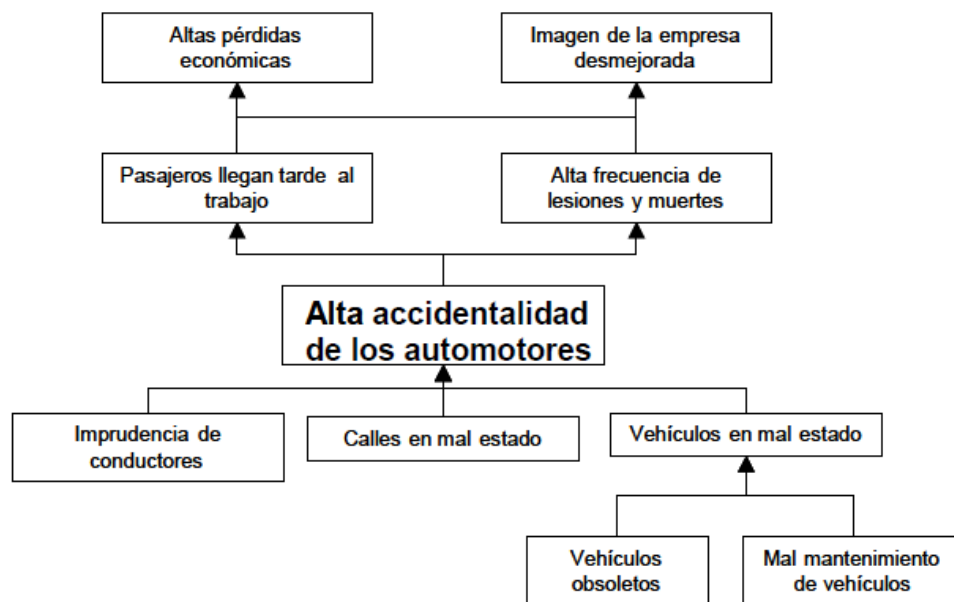 Altas pérdidas
económicas
Imagen de la empresa
desmejorada
Pasajeros llegan tarde al
trabajo
Alta frecuencia de
lesiones y muertes
Alta accidentalidad
de los automotores
Imprudencia de
conductores
Calles en mal estado
Vehículos en mal estado
Vehículos
obsoletos
Mal mantenimiento
de vehículos